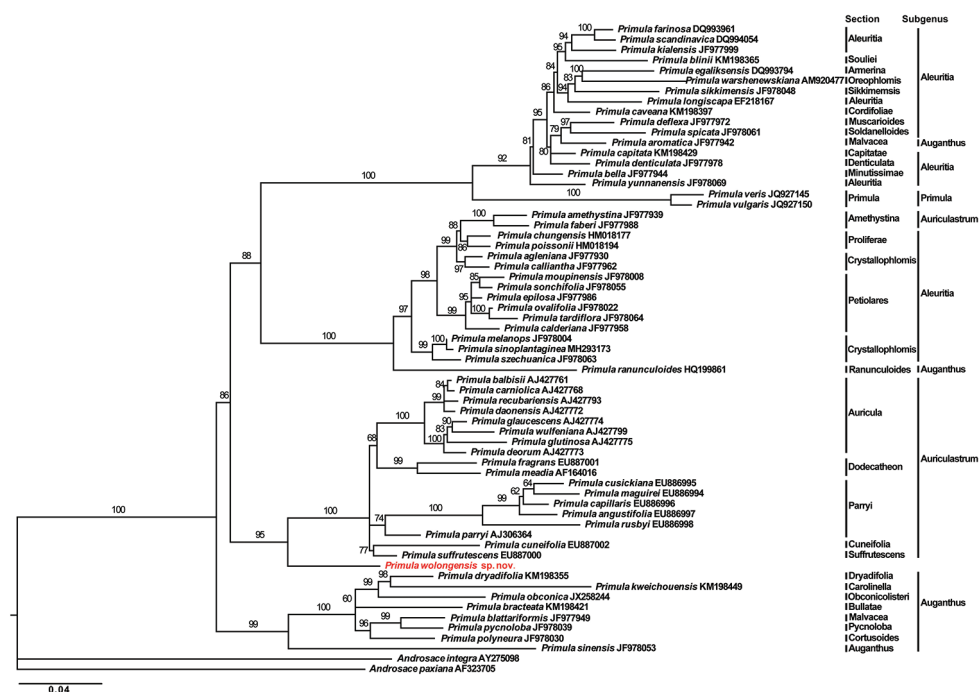 Section Subgenus
100 Primula farinosa DQ993961
94 Primula scandinavica DQ994054 Aleuritia
95 Primula kialensis JF977999
84 Primula blinii KM198365 Souliei
100 Primula egaliksensis DQ993794 Armerina
83 Primula warshenewskiana AM920477 Oreophlomis Aleuritia
86 94 Primula sikkimensis JF978048 Sikkimemsis
Primula longiscapa EF218167 Aleuritia
95 Primula caveana KM198397 Cordifoliae
97 Primula deflexa JF977972 Muscarioides
79 Primula spicata JF978061 Soldanelloides
81 Primula aromatica JF977942 Malvacea Auganthus
80 Primula capitata KM198429 Capitatae
92 Primula denticulata JF977978 Denticulata Aleuritia
Primula bella JF977944 Minutissimae
100 Primula yunnanensis JF978069 Aleuritia
100 Primula veris JQ927145 Primula Primula
Primula vulgaris JQ927150
100 Primula amethystina JF977939 Amethystina Auriculastrum
88 Primula faberi JF977988
99 Primula chungensis HM018177 Proliferae
86 Primula poissonii HM018194
88 Primula agleniana JF977930 Crystallophlomis
97 Primula calliantha JF977962
98 85 Primula moupinensis JF978008
Primula sonchifolia JF978055 Aleuritia
95 Primula epilosa JF977986 Petiolares
97 99 100 Primula ovalifolia JF978022
Primula tardiflora JF978064
Primula calderiana JF977958
100 100 Primula melanops JF978004
99 Primula sinoplantaginea MH293173 Crystallophlomis
Primula szechuanica JF978063
Primula ranunculoides HQ199861 Ranunculoides Auganthus
86 84 Primula balbisii AJ427761
99 Primula carniolica AJ427768
Primula recubariensis AJ427793
100 Primula daonensis AJ427772 Auricula
90 Primula glaucescens AJ427774
68 83 Primula wulfeniana AJ427799
100 Primula glutinosa AJ427775
Primula deorum AJ427773
99 Primula fragrans EU887001 Dodecatheon Auriculastrum
Primula meadia AF164016
64 Primula cusickiana EU886995
62 Primula maguirei EU886994
99 Primula capillaris EU886996 Parryi
100 100 Primula angustifolia EU886997
74 Primula rusbyi EU886998
95 Primula parryi AJ306364
77 Primula cuneifolia EU887002 Cuneifolia
Primula suffrutescens EU887000 Suffrutescens
Primula wolongensis sp. nov.
98 Primula dryadifolia KM198355 Dryadifolia
99 Primula kweichouensis KM198449 Carolinella
60 Primula obconica JX258244 Obconicolisteri
100 Primula bracteata KM198421 Bullatae Auganthus
99 Primula blattariformis JF977949 Malvacea
99 96 Primula pycnoloba JF978039 Pycnoloba
Primula polyneura JF978030 Cortusoides
Primula sinensis JF978053 Auganthus
Androsace integra AY275098
Androsace paxiana AF323705
0.04